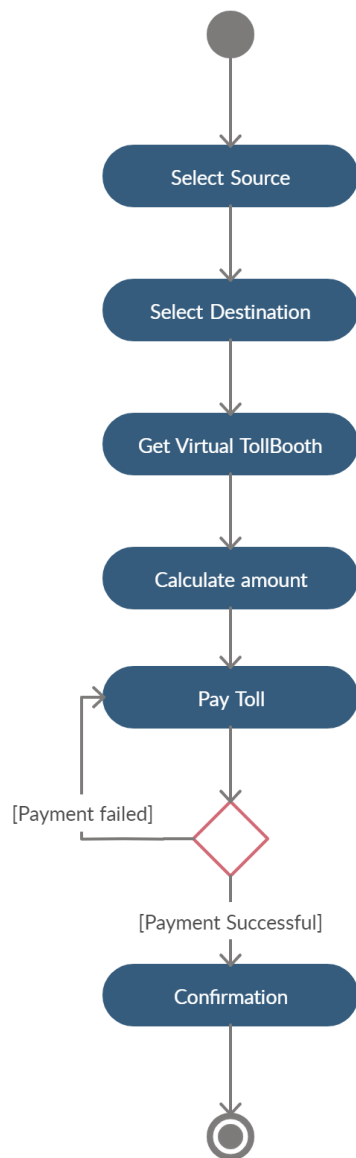 Select Source
Select Destination
Get Virtual TollBooth
Calculate amount
Pay Toll
[Payment failed]
[Payment Successful]
Confirmation